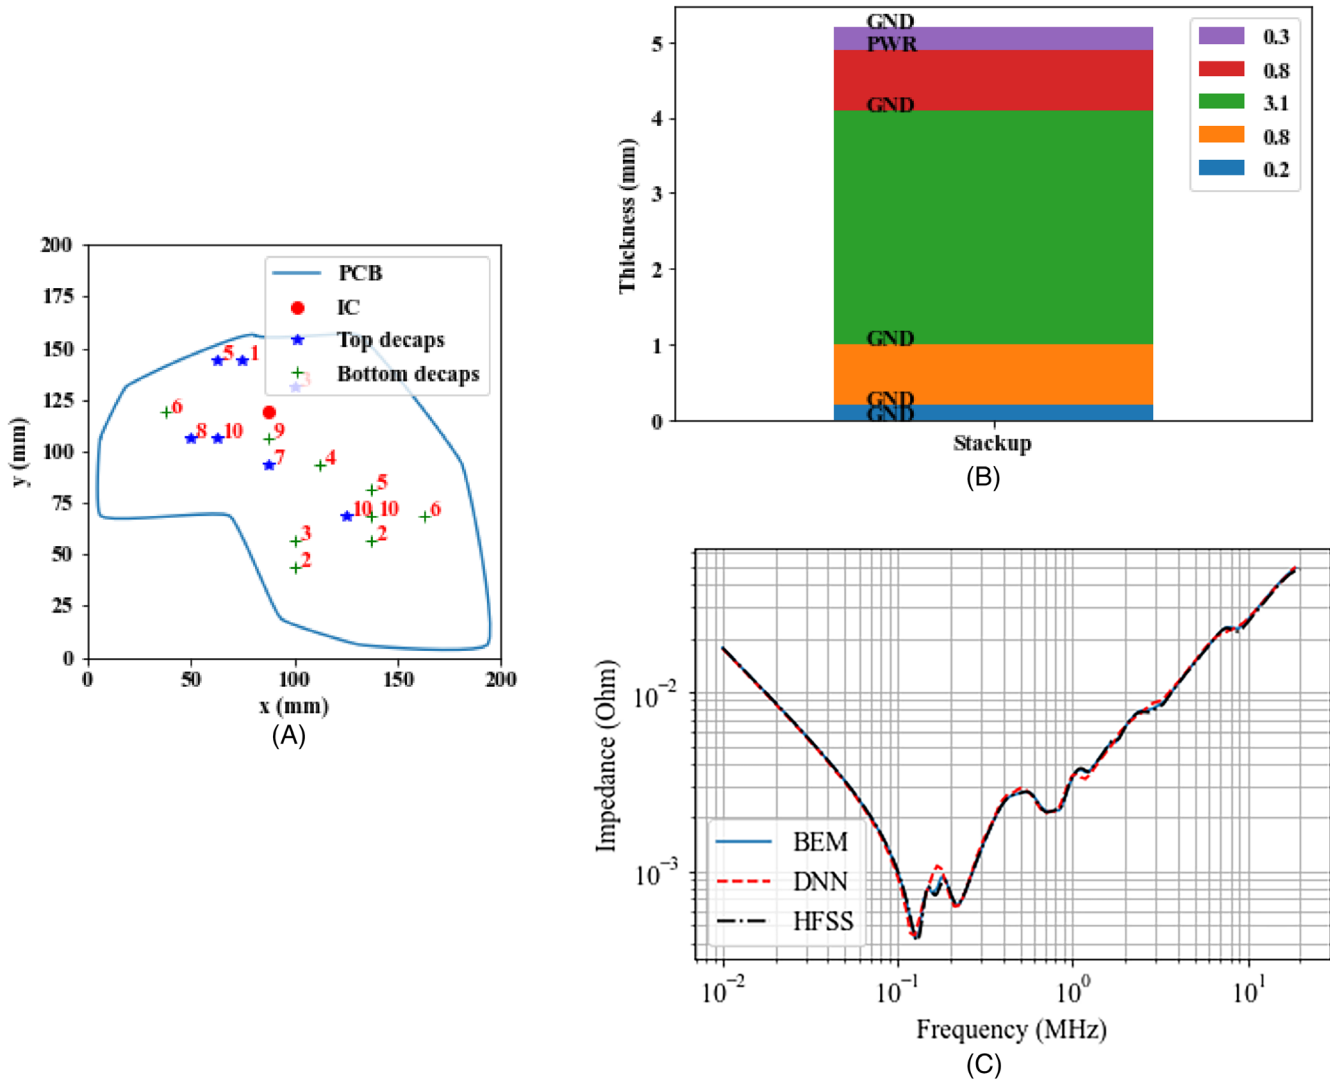 200
175
150
125
100
75
50
25
0
y (mm)
0
50
100
150
200
x (mm)
PCB
IC
Top decaps
Bottom decaps
5
1
3
6
8
10
9
7
4
5
10
10
6
3
2
2
(A)
5
4
3
2
1
0
Thickness (mm)
GND
PWR
GND
GND
GND
GND
0.3
0.8
3.1
0.8
0.2
Stackup
(B)
10⁻²
10⁻³
Impedance (Ohm)
BEM
DNN
HFSS
10⁻²
10⁻¹
10⁰
10¹
Frequency (MHz)
(C)